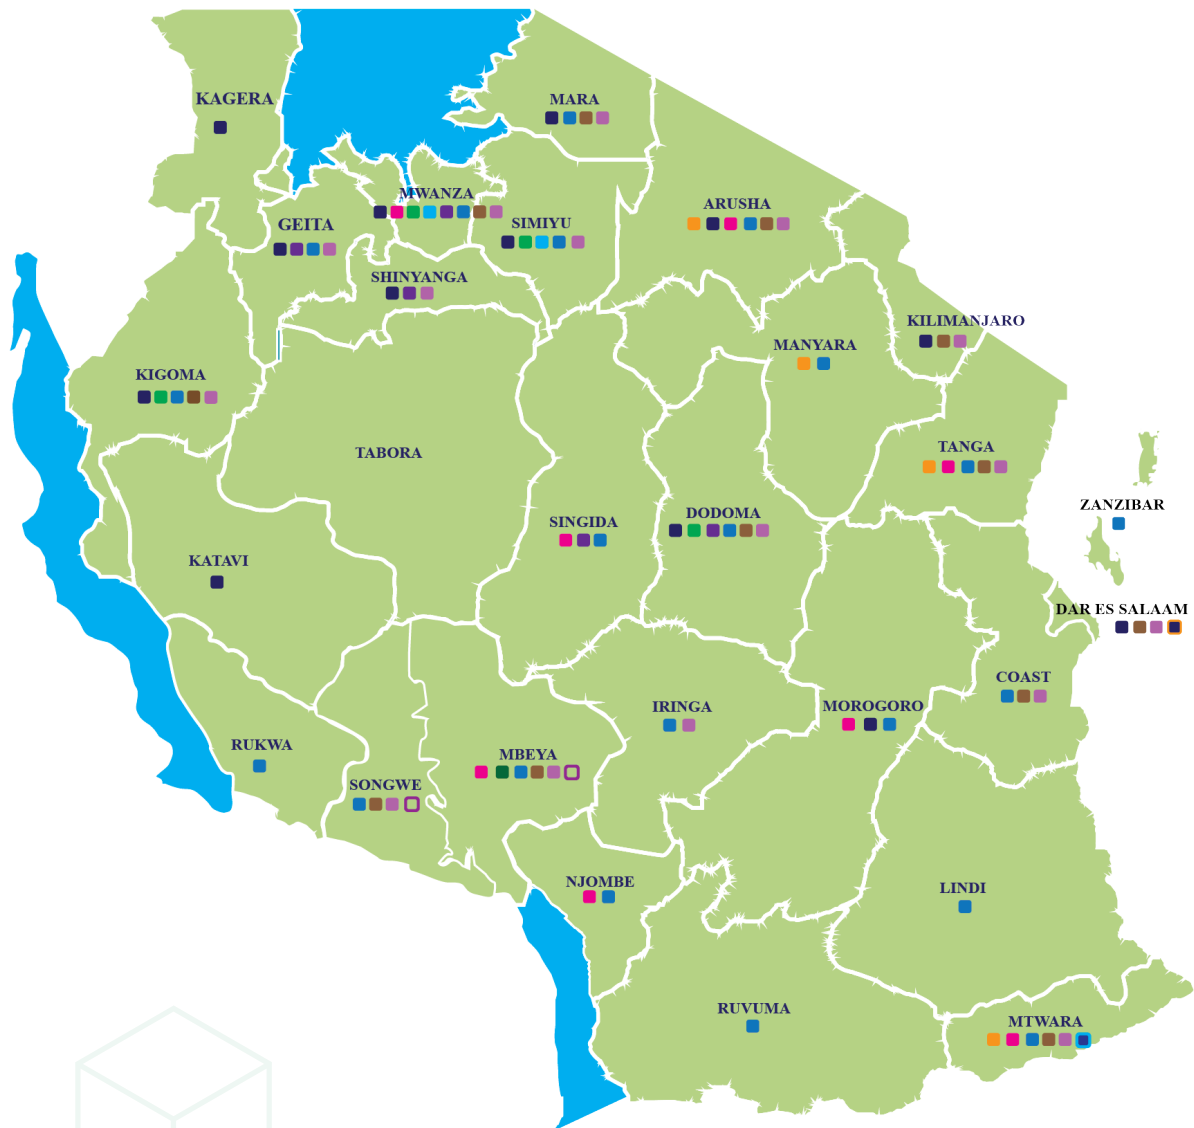 KAGERA
MARA
MWANZA
ARUSHA
GEITA
SIMIYU
SHINYANGA
KILIMANJARO
MANYARA
KIGOMA
TABORA
TANGA
ZANZIBAR
DODOMA
SINGIDA
KATAVI
DAR ES SALAAM
COAST
IRINGA
MOROGORO
RUKWA
MBEYA
SONGWE
NJOMBE
LINDI
RUVUMA
MTWARA